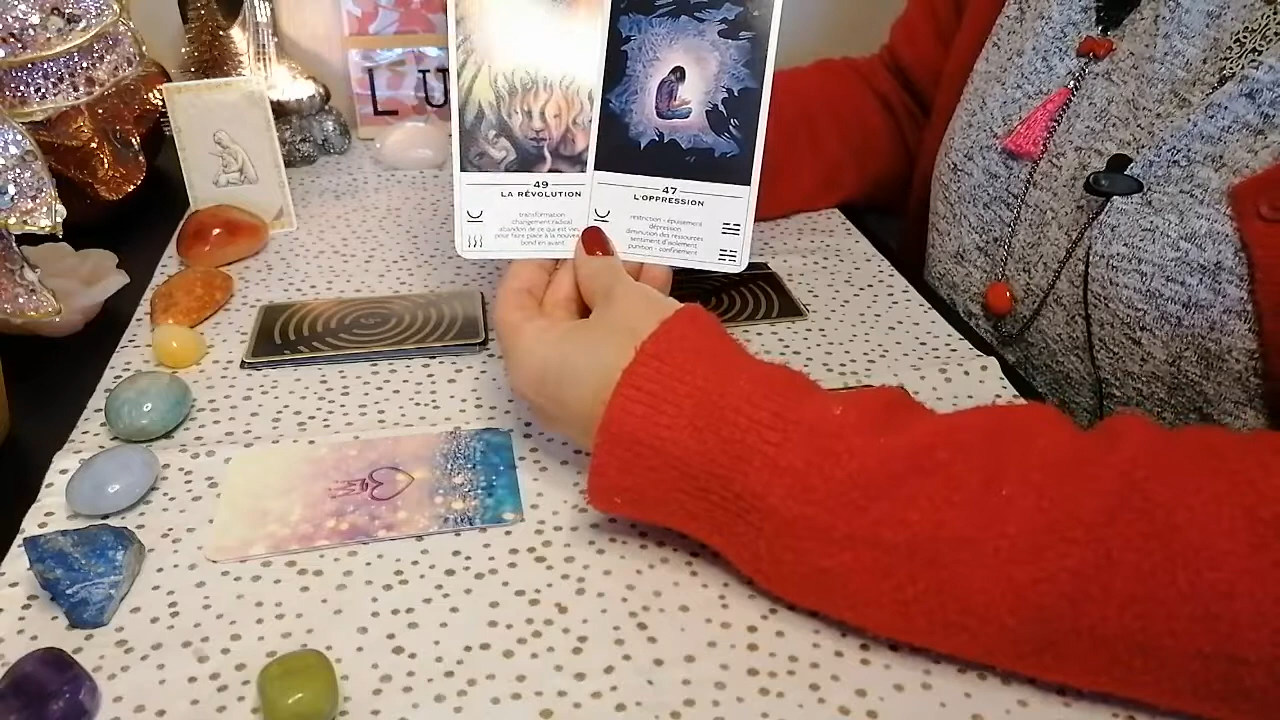 LU
49
LA RÉVOLUTION
transformation
changement radical
abandon de ce qui est vieux
pour faire place à la nouveau
bond en avant
47
L'OPPRESSION
restriction - épuisement
dépression
diminution des ressources
sentiment d'isolement
punition - confinement